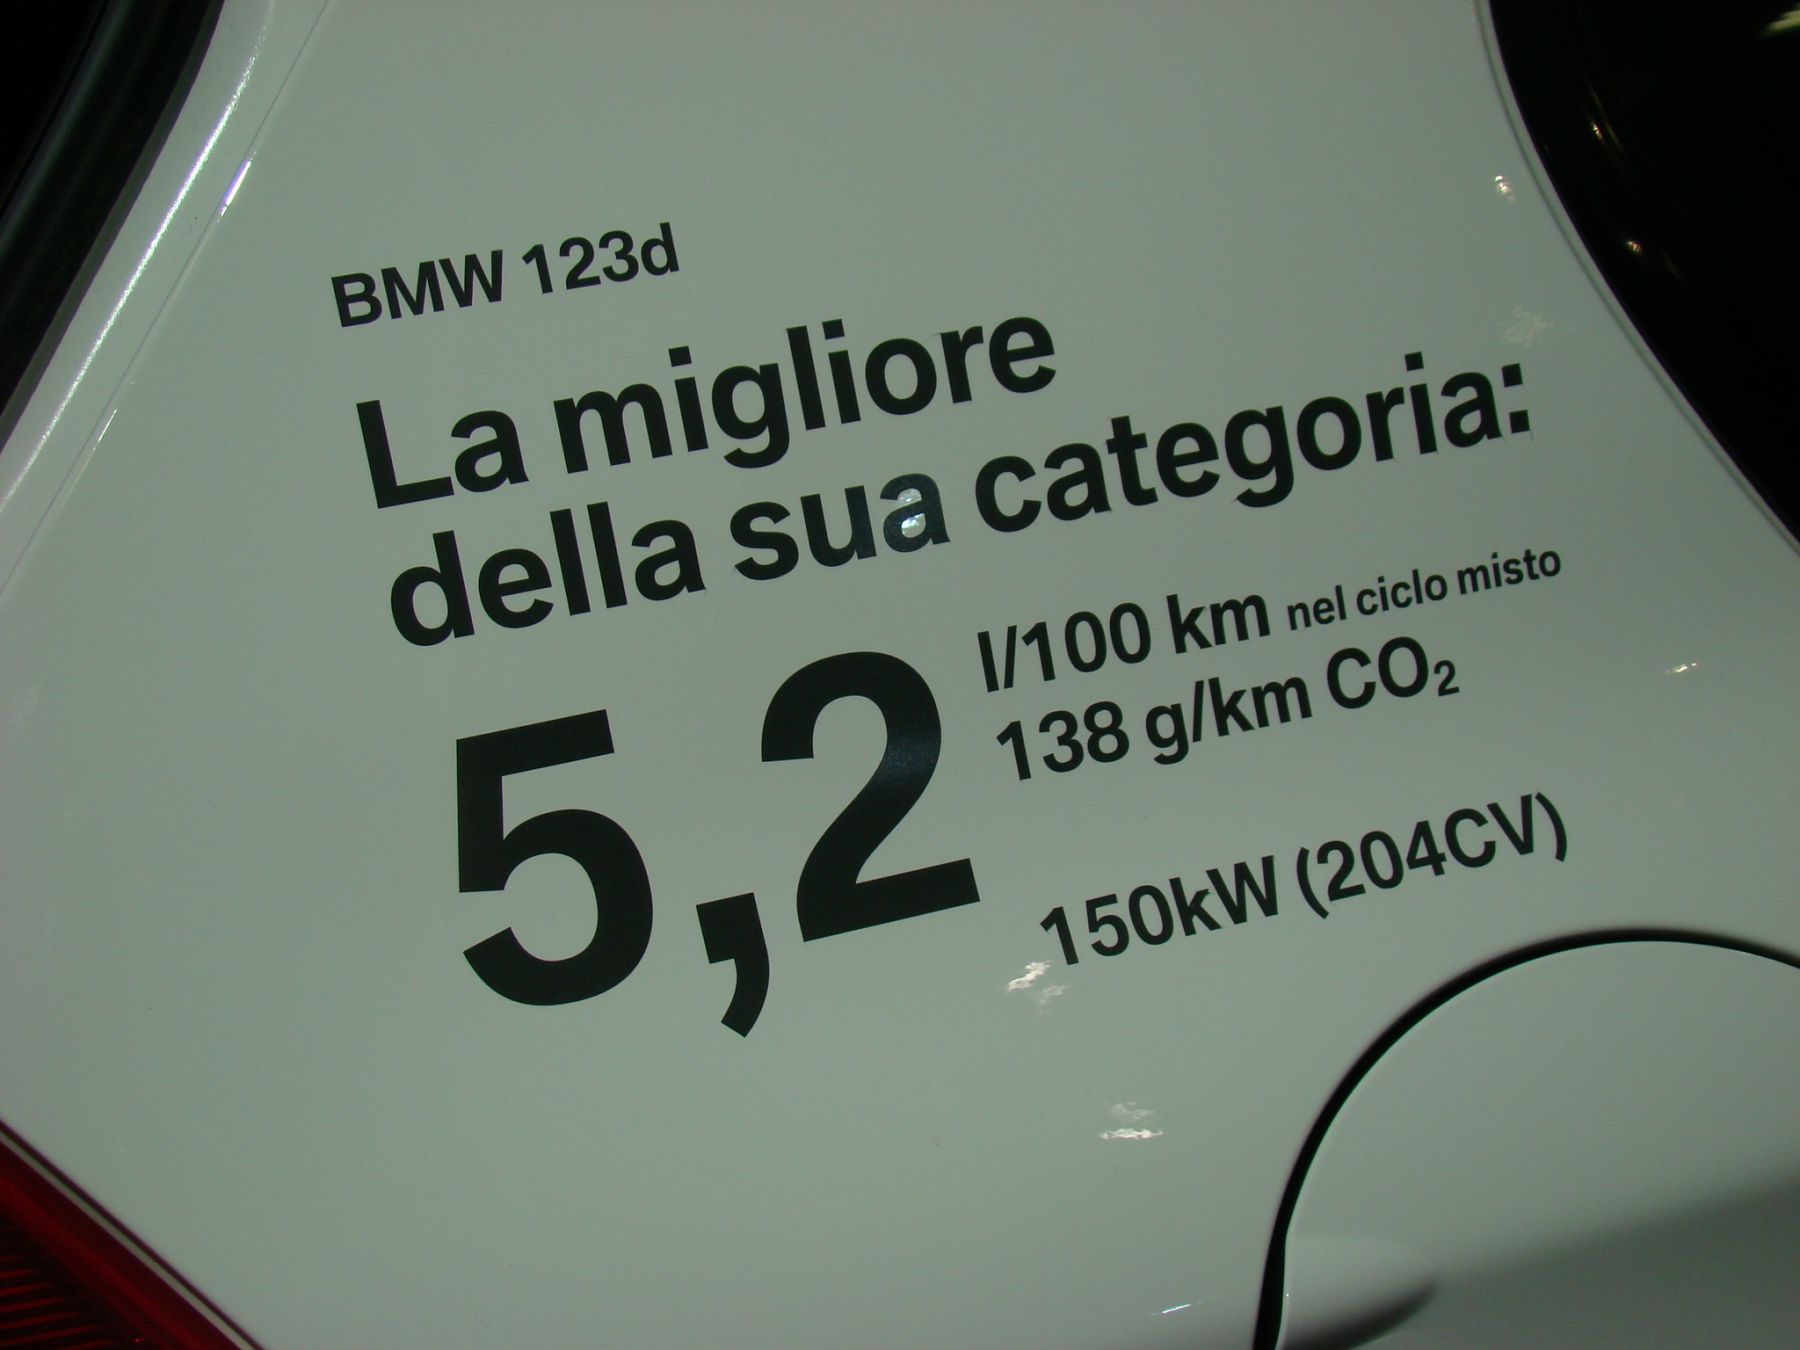 BMW 123d
La migliore
della sua categoria:
5,2 l/100 km nel ciclo misto
138 g/km CO₂
150kW (204CV)